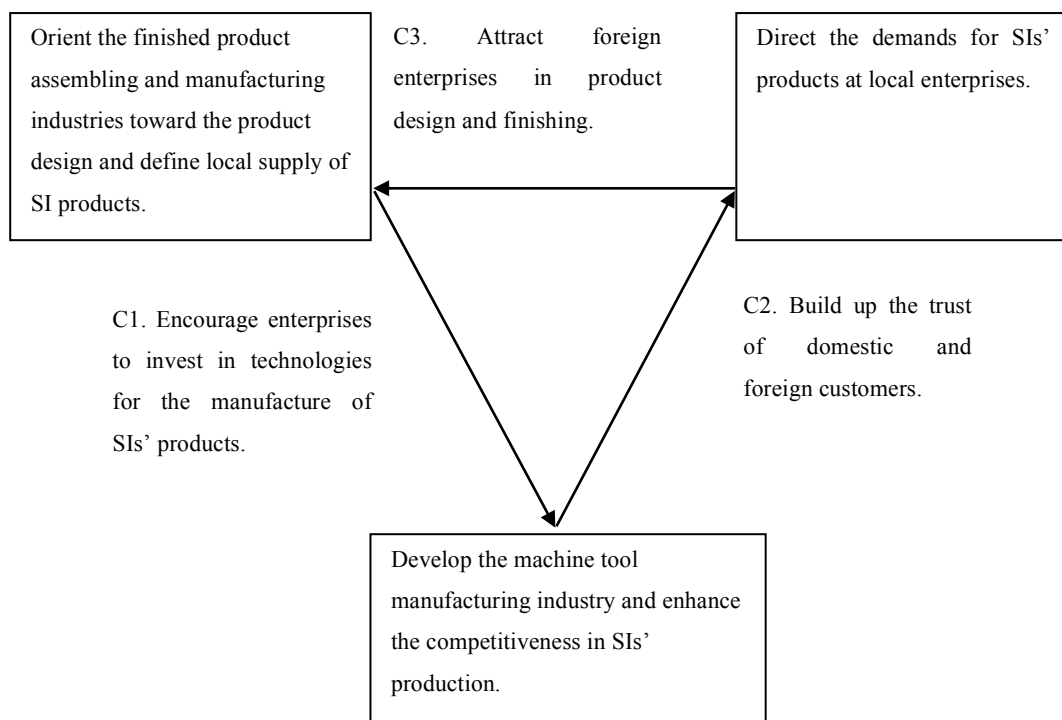 Orient the finished product
assembling and manufacturing
industries toward the product
design and define local supply of
SI products.
C3. Attract foreign
enterprises in product
design and finishing.
Direct the demands for SIs’
products at local enterprises.
C1. Encourage enterprises
to invest in technologies
for the manufacture of
SIs’ products.
C2. Build up the trust
of domestic and
foreign customers.
Develop the machine tool
manufacturing industry and enhance
the competitiveness in SIs’
production.